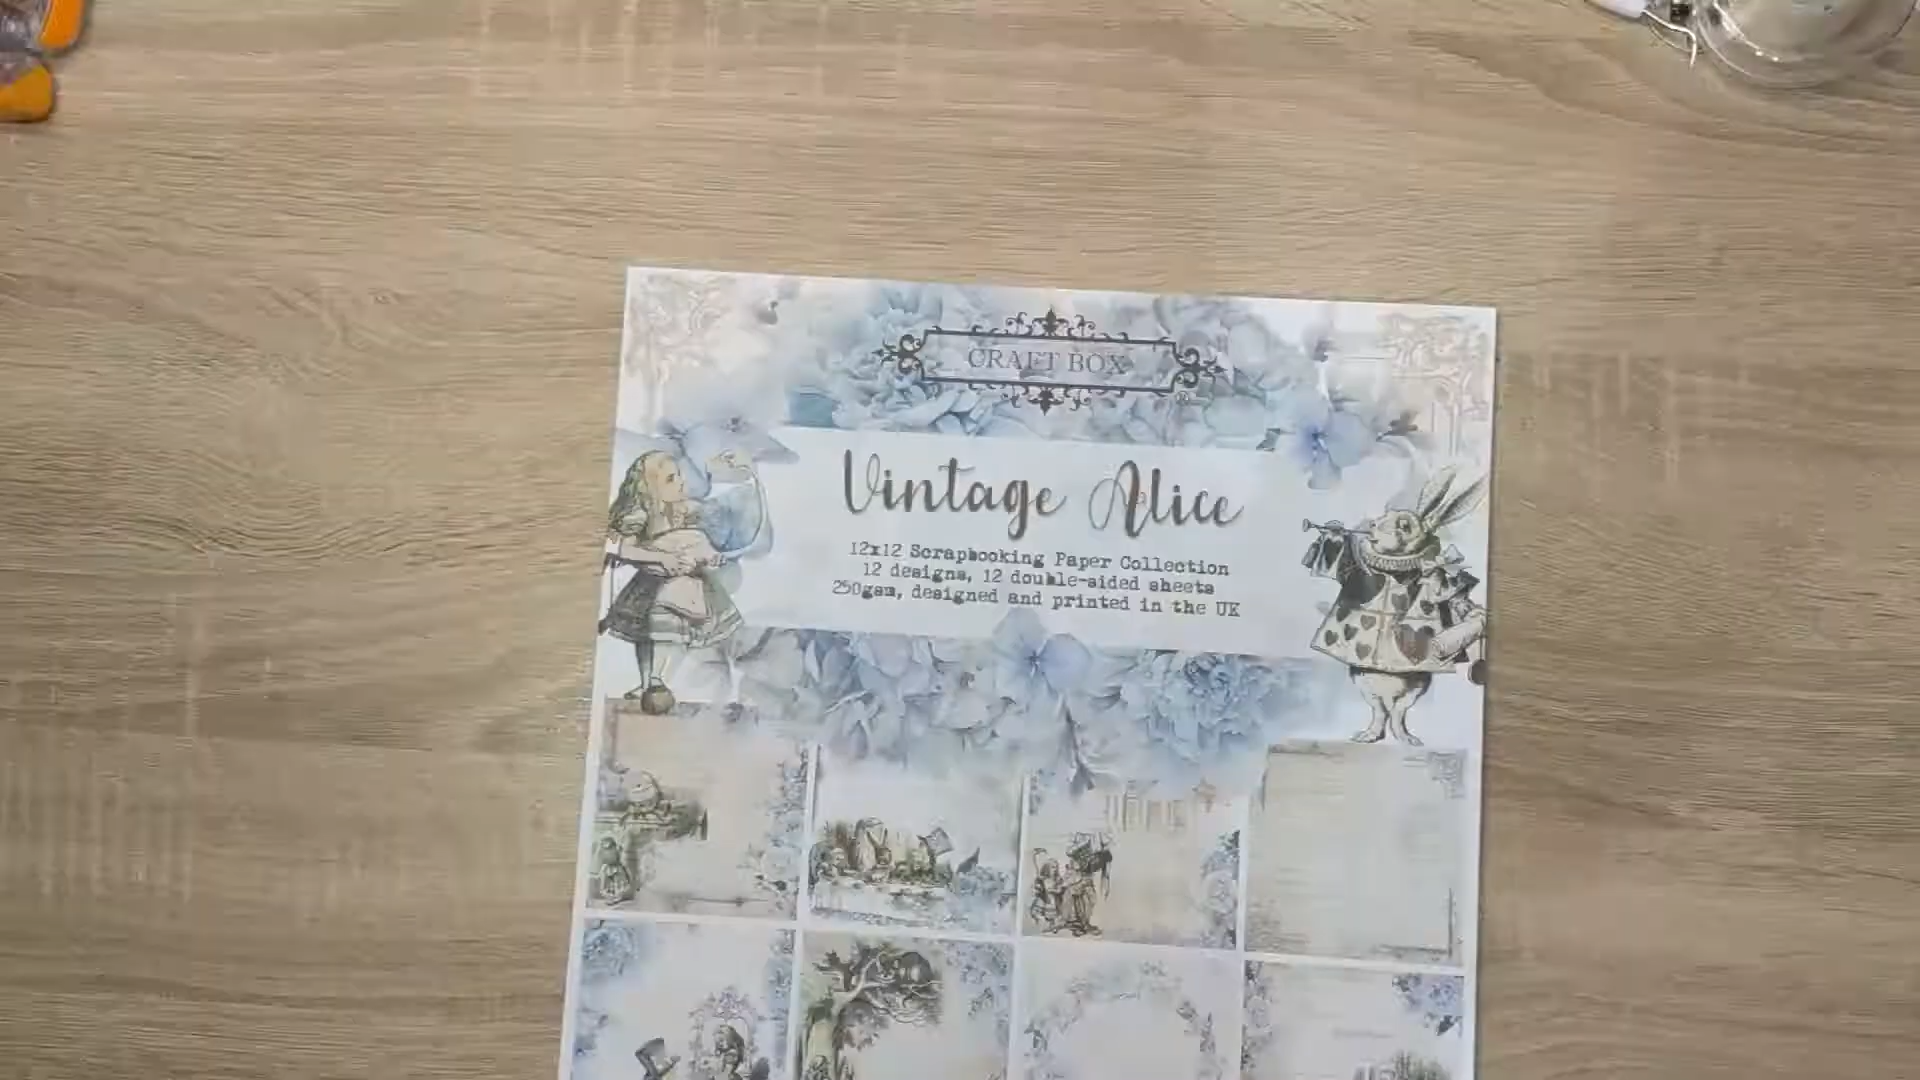 CRAFT BOX
Vintage Alice
12x12 Scrapbooking Paper Collection
12 designs, 12 double-sided sheets
250gsm, designed and printed in the UK